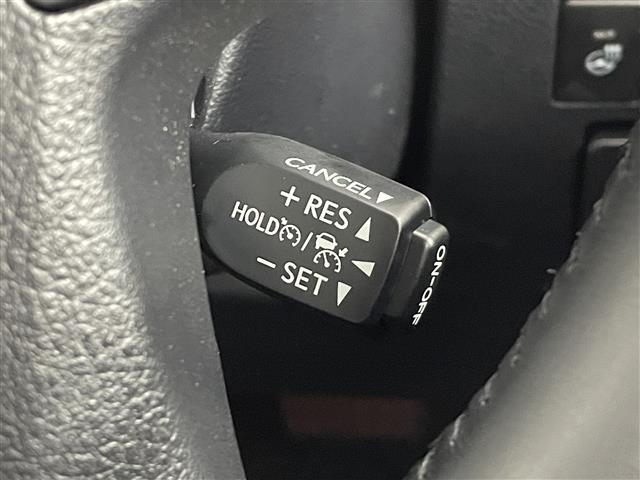 CANCEL▼
+RES▲
HOLD /
−SET▼
ON-OFF